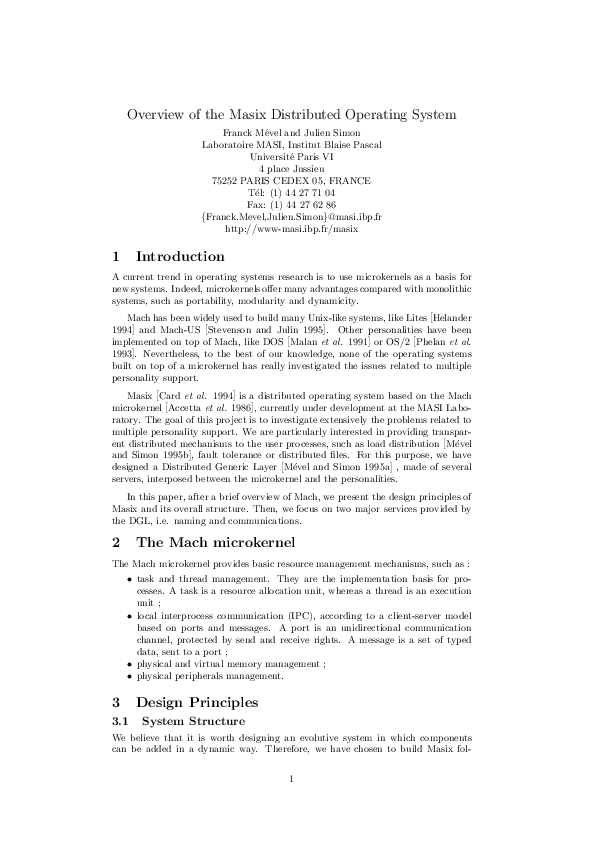 Overview of the Masix Distributed Operating System
Franck Mével and Julien Simon
Laboratoire MASI, Institut Blaise Pascal
Université Paris VI
4 place Jussieu
75252 PARIS CEDEX 05, FRANCE
Tél: (1) 44 27 71 04
Fax: (1) 44 27 62 86
{Franck.Mevel,Julien.Simon}@masi.ibp.fr
http://www-masi.ibp.fr/masix
1 Introduction
A current trend in operating systems research is to use microkernels as a basis for
new systems. Indeed, microkernels offer many advantages compared with monolithic
systems, such as portability, modularity and dynamicity.
Mach has been widely used to build many Unix-like systems, like Lites [Helander
1994] and Mach-US [Stevenson and Julin 1995]. Other personalities have been
implemented on top of Mach, like DOS [Malan et al. 1991] or OS/2 [Phelan et al.
1993]. Nevertheless, to the best of our knowledge, none of the operating systems
built on top of a microkernel has really investigated the issues related to multiple
personality support.
Masix [Card et al. 1994] is a distributed operating system based on the Mach
microkernel [Accetta et al. 1986], currently under development at the MASI Labo-
ratory. The goal of this project is to investigate extensively the problems related to
multiple personality support. We are particularly interested in providing transpar-
ent distributed mechanisms to the user processes, such as load distribution [Mével
and Simon 1995b], fault tolerance or distributed files. For this purpose, we have
designed a Distributed Generic Layer [Mével and Simon 1995a] , made of several
servers, interposed between the microkernel and the personalities.
In this paper, after a brief overview of Mach, we present the design principles of
Masix and its overall structure. Then, we focus on two major services provided by
the DGL, i.e. naming and communications.
2 The Mach microkernel
The Mach microkernel provides basic resource management mechanisms, such as :
• task and thread management. They are the implementation basis for pro-
cesses. A task is a resource allocation unit, whereas a thread is an execution
unit ;
• local interprocess communication (IPC), according to a client-server model
based on ports and messages. A port is an unidirectional communication
channel, protected by send and receive rights. A message is a set of typed
data, sent to a port ;
• physical and virtual memory management ;
• physical peripherals management.
3 Design Principles
3.1 System Structure
We believe that it is worth designing an evolutive system in which components
can be added in a dynamic way. Therefore, we have chosen to build Masix fol-
1